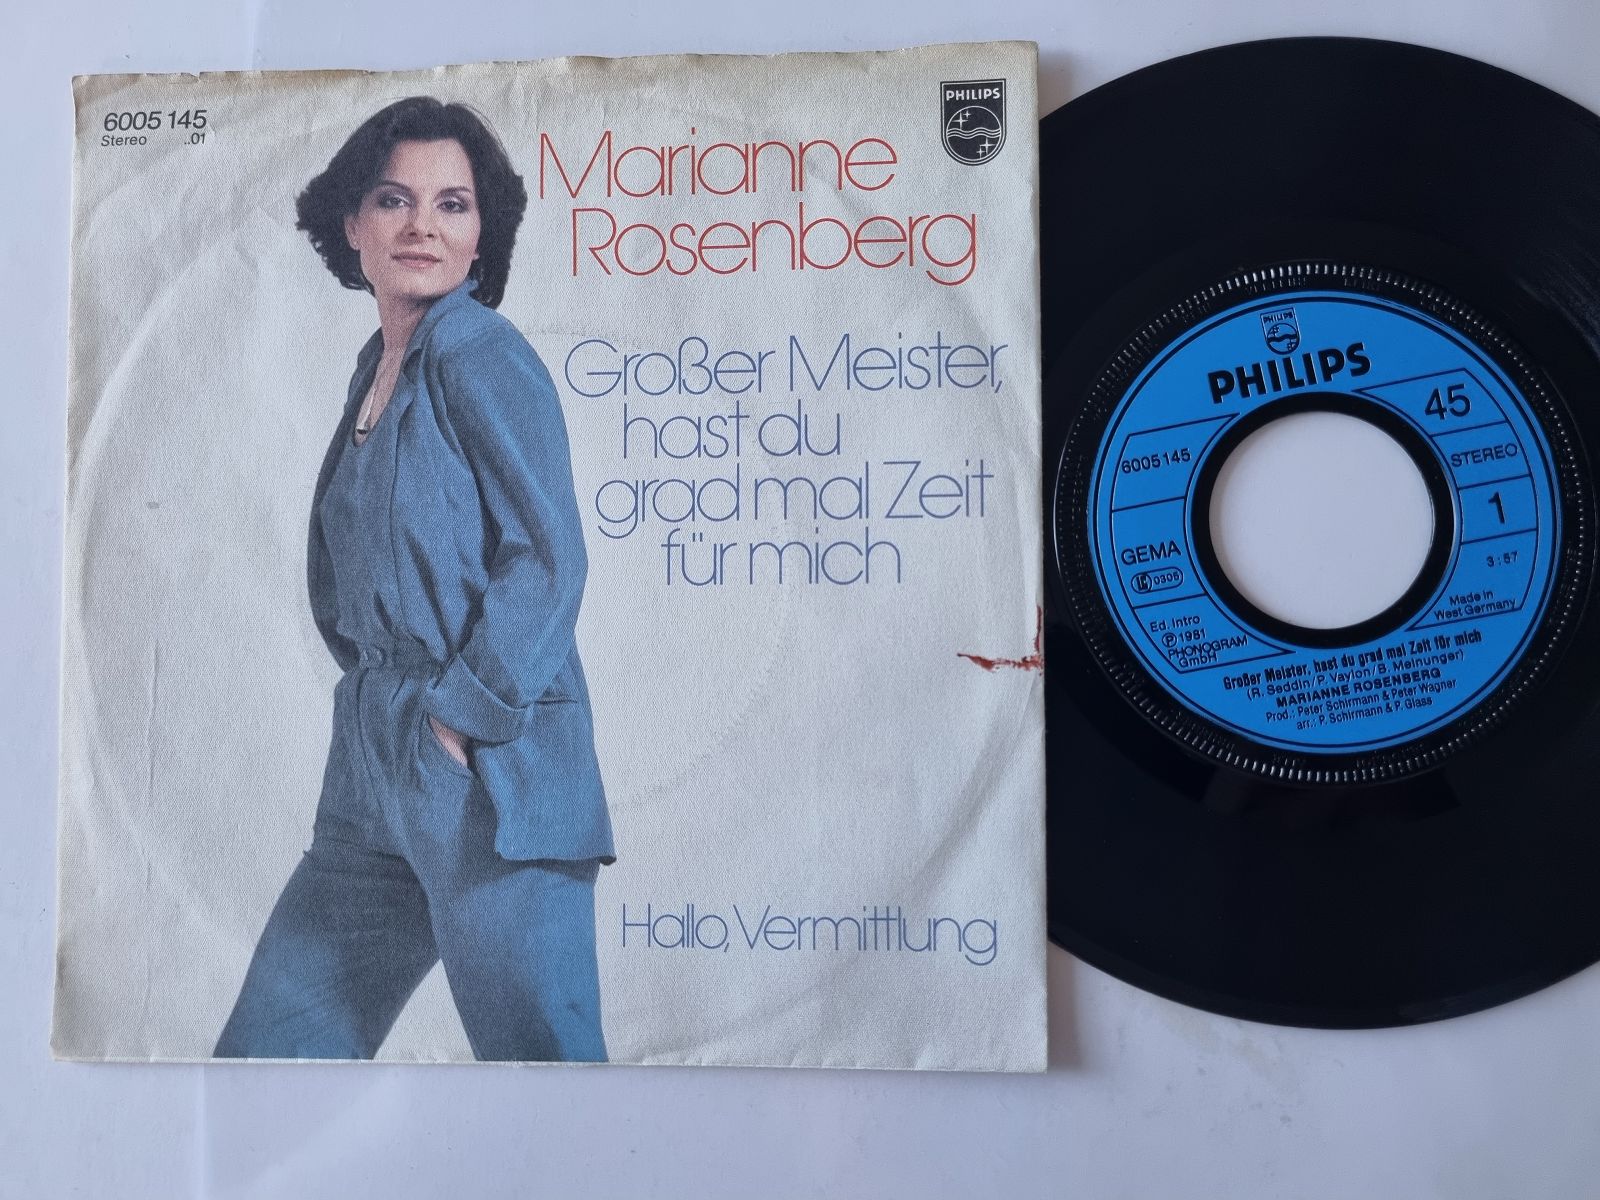 6005 145
Stereo ..01
PHILIPS
Marianne
Rosenberg
Großer Meister,
hast du
grad mal Zeit
für mich
Hallo, Vermittlung
PHILIPS
PHILIPS
45
6005145
STEREO
1
GEMA
LC 0305
3:57
Made in
West Germany
Ed. Intro
℗ 1981
PHONOGRAM
GmbH
Großer Meister, hast du grad mal Zeit für mich
(R. Seddin/P. Vaylon/B. Meinunger)
MARIANNE ROSENBERG
Prod.: Peter Schirmann & Peter Wagner
arr.: P. Schirmann & P. Glass